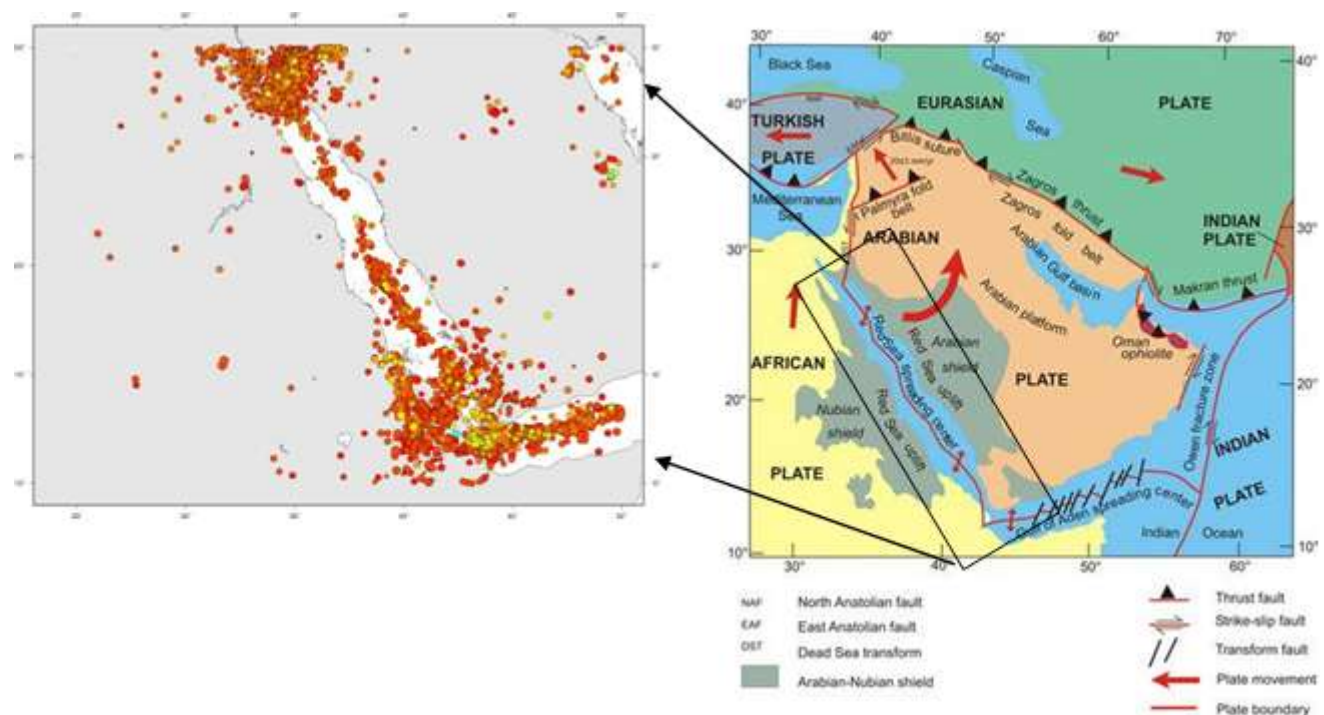 30° 40° 50° 60° 70°
Black Sea
Caspian
Sea
40°
40°
EURASIAN
PLATE
TURKISH
PLATE
Bitlis suture
Mediterranean
Sea
Palmyra fold
belt
Zagros thrust
Zagros fold belt
INDIAN
PLATE
30°
30°
ARABIAN
Arabian Gulf basin
Makran thrust
Arabian platform
Oman
ophiolite
AFRICAN
Red Sea spreading center
Red Sea uplift
Arabian
shield
PLATE
20°
20°
Nubian
shield
Red Sea uplift
Owen fracture zone
INDIAN
PLATE
PLATE
Gulf of Aden spreading center
Indian Ocean
10°
10°
30° 40° 50° 60°
NAF North Anatolian fault
EAF East Anatolian fault
DST Dead Sea transform
Arabian-Nubian shield
Thrust fault
Strike-slip fault
Transform fault
Plate movement
Plate boundary